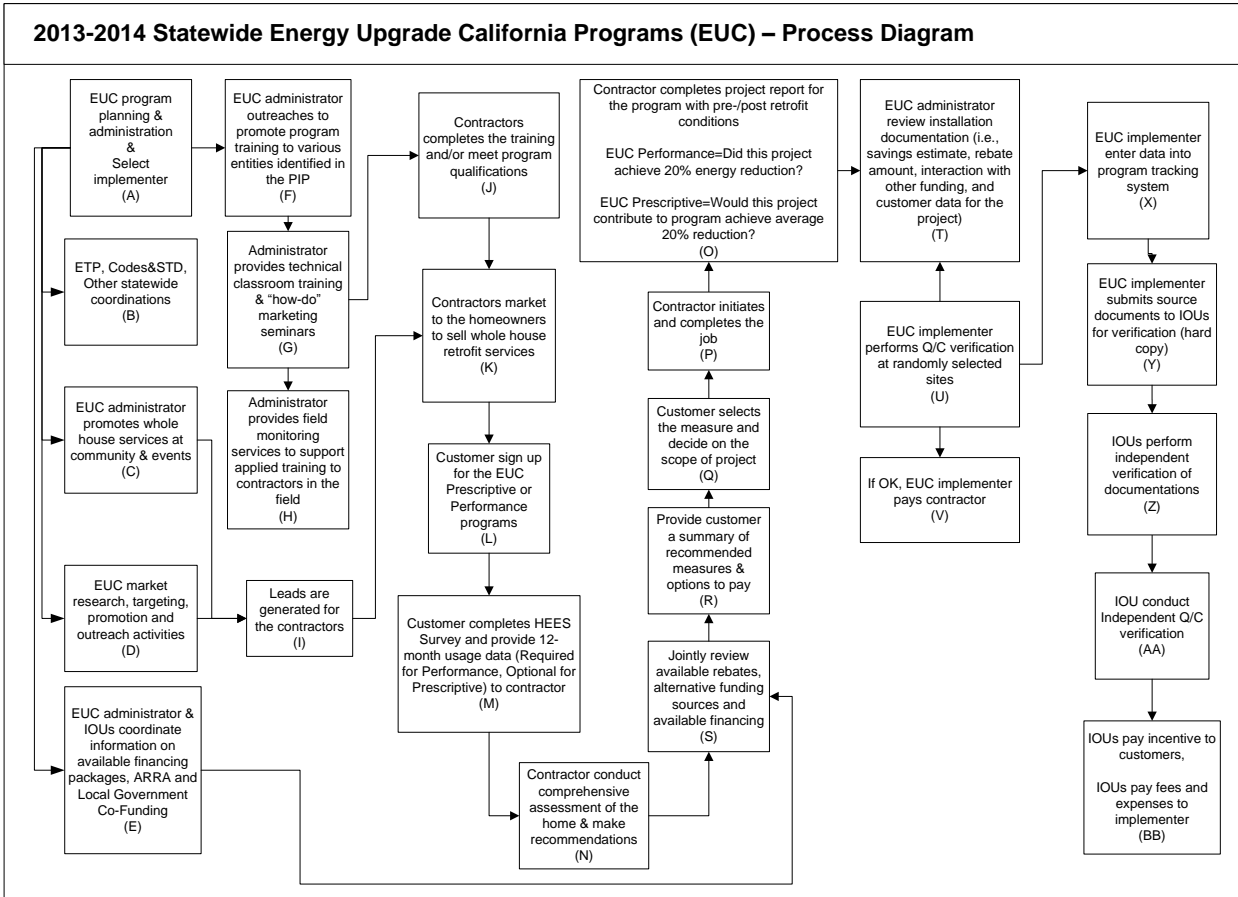 2013-2014 Statewide Energy Upgrade California Programs (EUC) – Process Diagram
EUC program
planning &
administration
&
Select
implementer
(A)
ETP, Codes&STD,
Other statewide
coordinations
(B)
EUC administrator
promotes whole
house services at
community & events
(C)
EUC market
research, targeting,
promotion and
outreach activities
(D)
EUC administrator &
IOUs coordinate
information on
available financing
packages, ARRA and
Local Government
Co-Funding
(E)
EUC administrator
outreaches to
promote program
training to various
entities identified in
the PIP
(F)
Administrator
provides technical
classroom training
& “how-do”
marketing
seminars
(G)
Administrator
provides field
monitoring
services to support
applied training to
contractors in the
field
(H)
Leads are
generated for
the contractors
(I)
Contractors
completes the training
and/or meet program
qualifications
(J)
Contractors market
to the homeowners
to sell whole house
retrofit services
(K)
Customer sign up
for the EUC
Prescriptive or
Performance
programs
(L)
Customer completes HEES
Survey and provide 12-
month usage data (Required
for Performance, Optional for
Prescriptive) to contractor
(M)
Contractor conduct
comprehensive
assessment of the
home & make
recommendations
(N)
Contractor completes project report for
the program with pre-/post retrofit
conditions
EUC Performance=Did this project
achieve 20% energy reduction?
EUC Prescriptive=Would this project
contribute to program achieve average
20% reduction?
(O)
Contractor initiates
and completes the
job
(P)
Customer selects
the measure and
decide on the
scope of project
(Q)
Provide customer
a summary of
recommended
measures &
options to pay
(R)
Jointly review
available rebates,
alternative funding
sources and
available financing
(S)
EUC administrator
review installation
documentation (i.e.,
savings estimate, rebate
amount, interaction with
other funding, and
customer data for the
project)
(T)
EUC implementer
performs Q/C verification
at randomly selected
sites
(U)
If OK, EUC implementer
pays contractor
(V)
EUC implementer
enter data into
program tracking
system
(X)
EUC implementer
submits source
documents to IOUs
for verification (hard
copy)
(Y)
IOUs perform
independent
verification of
documentations
(Z)
IOU conduct
Independent Q/C
verification
(AA)
IOUs pay incentive to
customers,
IOUs pay fees and
expenses to
implementer
(BB)